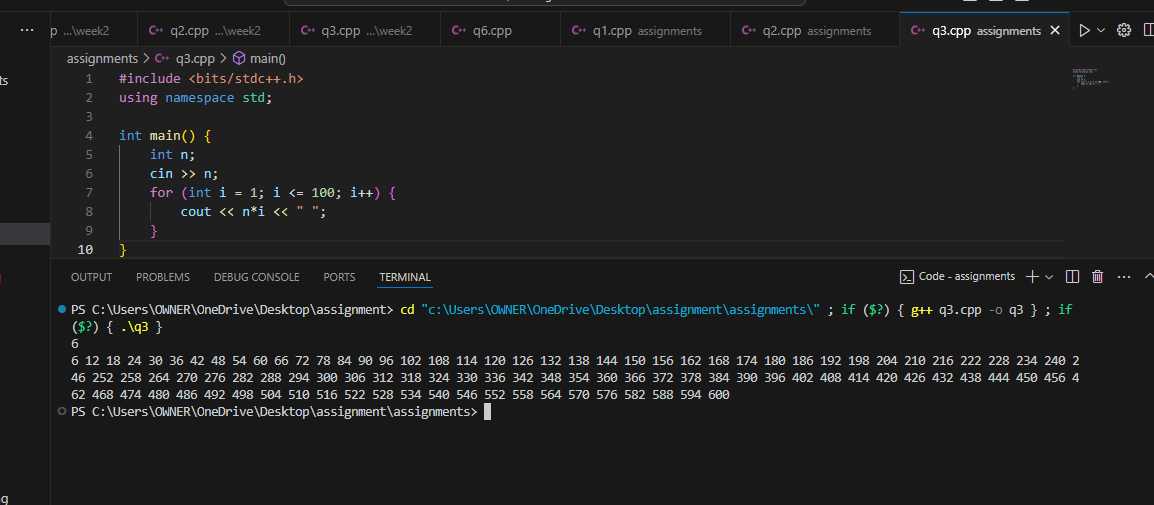 ... p ...\week2 q2.cpp ...\week2 q3.cpp ...\week2 q6.cpp q1.cpp assignments q2.cpp assignments q3.cpp assignments
assignments > q3.cpp > main()
ts
1 #include <bits/stdc++.h>
2 using namespace std;
3
4 int main() {
5 int n;
6 cin >> n;
7 for (int i = 1; i <= 100; i++) {
8 cout << n*i << " ";
9 }
10 }
OUTPUT PROBLEMS DEBUG CONSOLE PORTS TERMINAL Code - assignments
PS C:\Users\OWNER\OneDrive\Desktop\assignment> cd "c:\Users\OWNER\OneDrive\Desktop\assignment\assignments\" ; if ($?) { g++ q3.cpp -o q3 } ; if
($?) { .\q3 }
6
6 12 18 24 30 36 42 48 54 60 66 72 78 84 90 96 102 108 114 120 126 132 138 144 150 156 162 168 174 180 186 192 198 204 210 216 222 228 234 240 2
46 252 258 264 270 276 282 288 294 300 306 312 318 324 330 336 342 348 354 360 366 372 378 384 390 396 402 408 414 420 426 432 438 444 450 456 4
62 468 474 480 486 492 498 504 510 516 522 528 534 540 546 552 558 564 570 576 582 588 594 600
PS C:\Users\OWNER\OneDrive\Desktop\assignment\assignments>
g